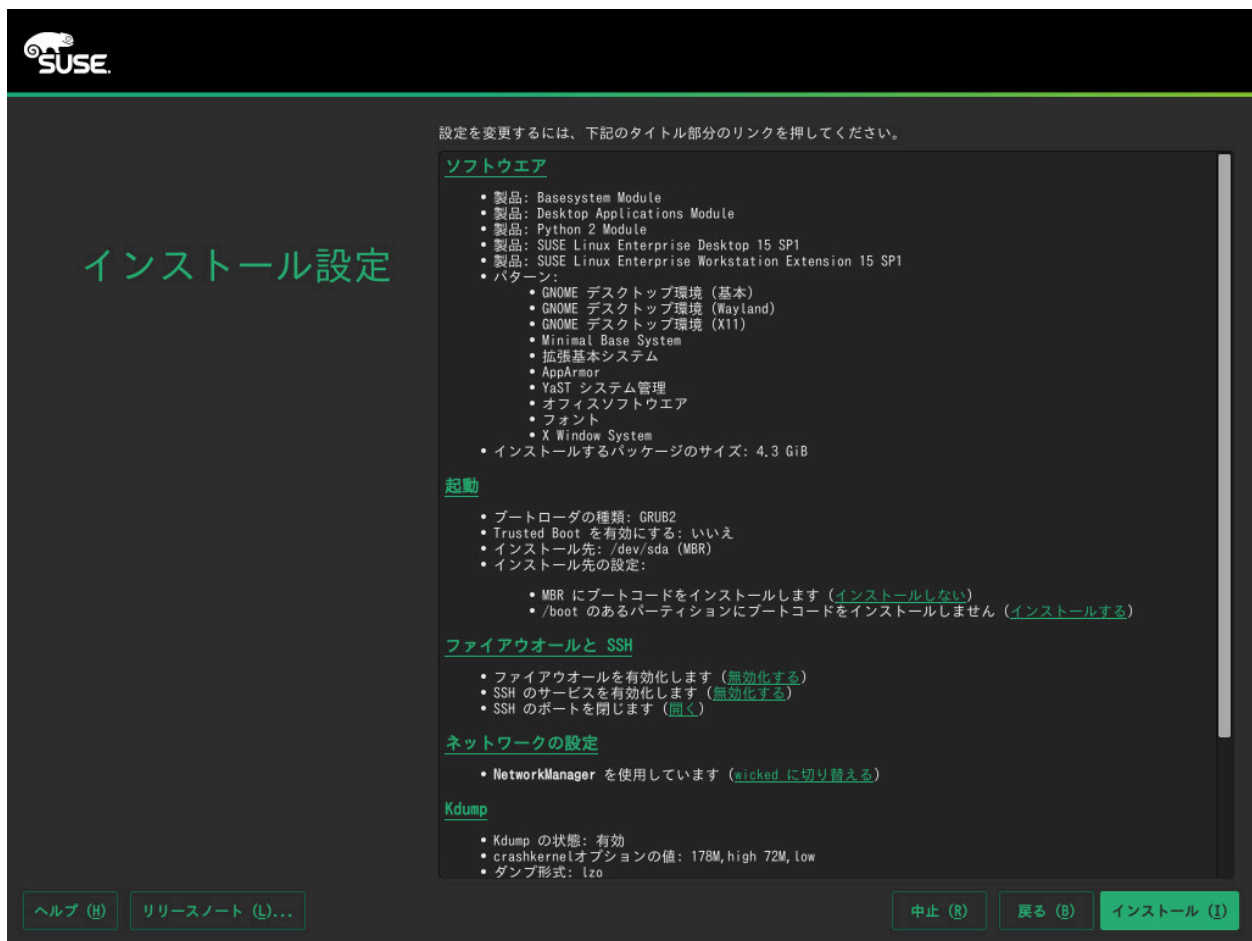 SUSE.
設定を変更するには、下記のタイトル部分のリンクを押してください。
インストール設定
ソフトウエア
• 製品: Basesystem Module
• 製品: Desktop Applications Module
• 製品: Python 2 Module
• 製品: SUSE Linux Enterprise Desktop 15 SP1
• 製品: SUSE Linux Enterprise Workstation Extension 15 SP1
• パターン:
• GNOME デスクトップ環境 (基本)
• GNOME デスクトップ環境 (Wayland)
• GNOME デスクトップ環境 (X11)
• Minimal Base System
• 拡張基本システム
• AppArmor
• YaST システム管理
• オフィスソフトウエア
• フォント
• X Window System
• インストールするパッケージのサイズ: 4.3 GiB
起動
• ブートローダの種類: GRUB2
• Trusted Boot を有効にする: いいえ
• インストール先: /dev/sda (MBR)
• インストール先の設定:
• MBR にブートコードをインストールします (インストールしない)
• /boot のあるパーティションにブートコードをインストールしません (インストールする)
ファイアウオールと SSH
• ファイアウオールを有効化します (無効化する)
• SSH のサービスを有効化します (無効化する)
• SSH のポートを閉じます (開く)
ネットワークの設定
• NetworkManager を使用しています (wicked に切り替える)
Kdump
• Kdump の状態: 有効
• crashkernelオプションの値: 178M,high 72M,low
• ダンプ形式: lzo
ヘルプ (H)
リリースノート (L)...
中止 (R)
戻る (B)
インストール (I)